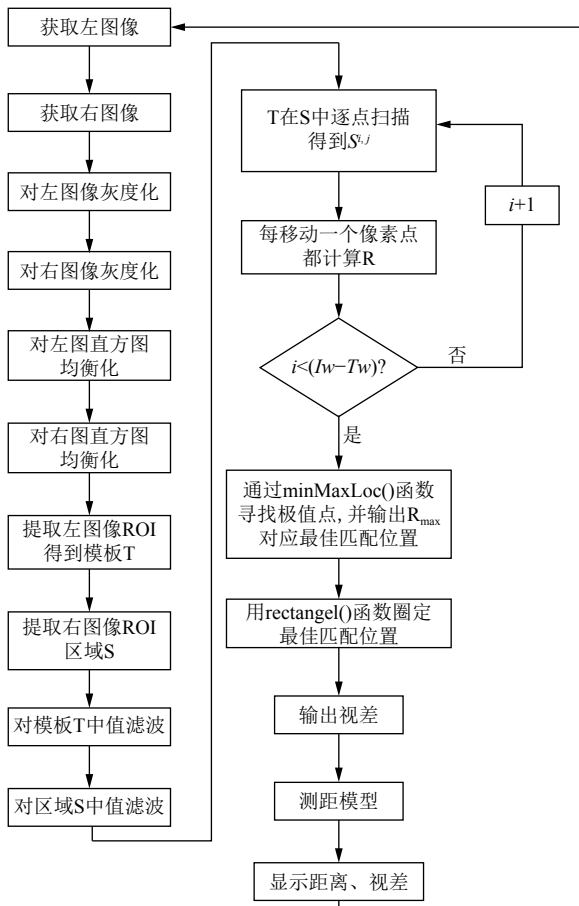 获取左图像
获取右图像
对左图像灰度化
对右图像灰度化
对左图直方图
均衡化
对右图直方图
均衡化
提取左图像ROI
得到模板T
提取右图像ROI
区域S
对模板T中值滤波
对区域S中值滤波
T在S中逐点扫描
得到S^{i,j}
i+1
每移动一个像素点
都计算R
i<(Iw−Tw)?
否
是
通过minMaxLoc()函数
寻找极值点, 并输出R_{max}
对应最佳匹配位置
用rectangel()函数圈定
最佳匹配位置
输出视差
测距模型
显示距离、视差